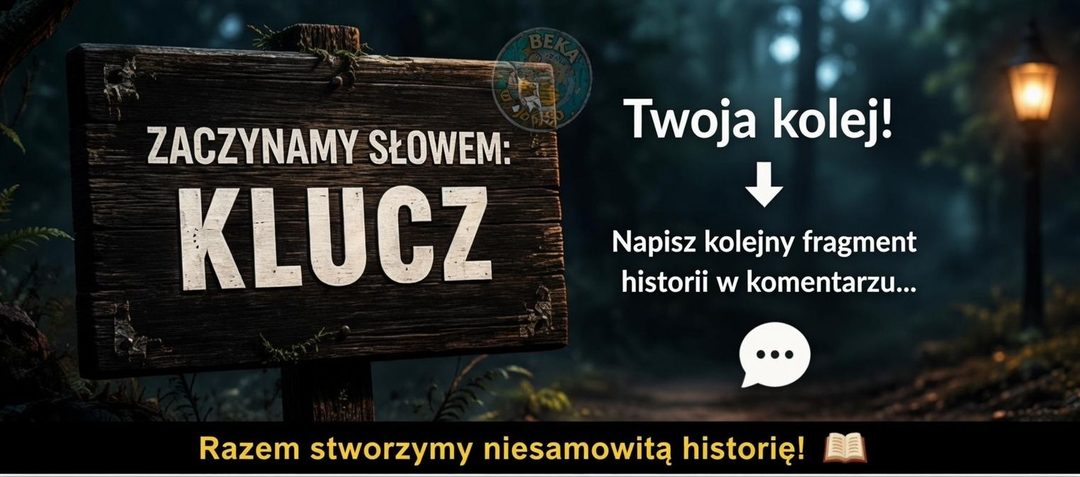 BEKA
ZACZYNAMY SŁOWEM:
KLUCZ
Twoja kolej!
Napisz kolejny fragment
historii w komentarzu...
Razem stworzymy niesamowitą historię!